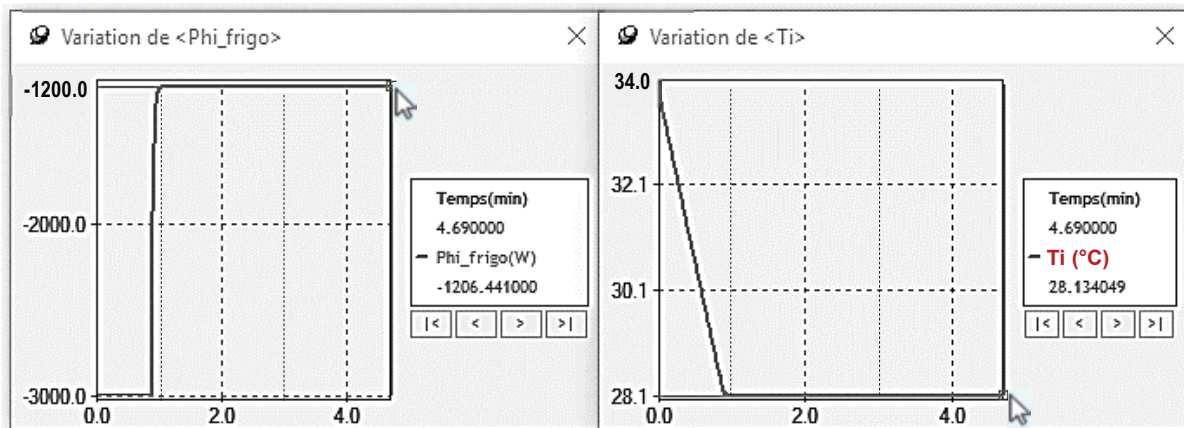 Variation de <Phi_frigo>
-1200.0
-2000.0
-3000.0
0.0 2.0 4.0
Temps(min)
4.690000
Phi_frigo(W)
-1206.441000
|< < > >|
Variation de <Ti>
34.0
32.1
30.1
28.1
0.0 2.0 4.0
Temps(min)
4.690000
Ti (°C)
28.134049
|< < > >|